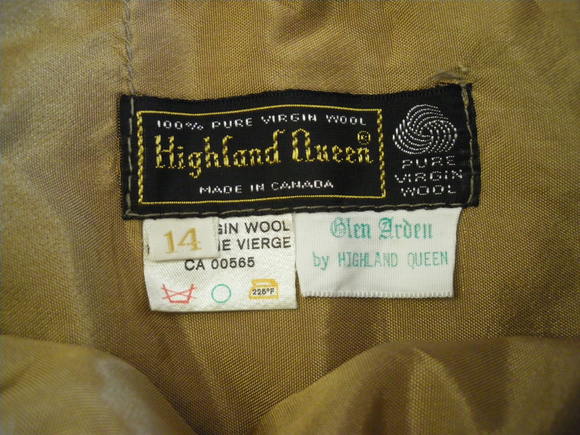 100% PURE VIRGIN WOOL
Highland Queen ®
MADE IN CANADA
PURE
VIRGIN
WOOL
14
GIN WOOL
E VIERGE
CA 00565
225°F
Glen Arden
by HIGHLAND QUEEN